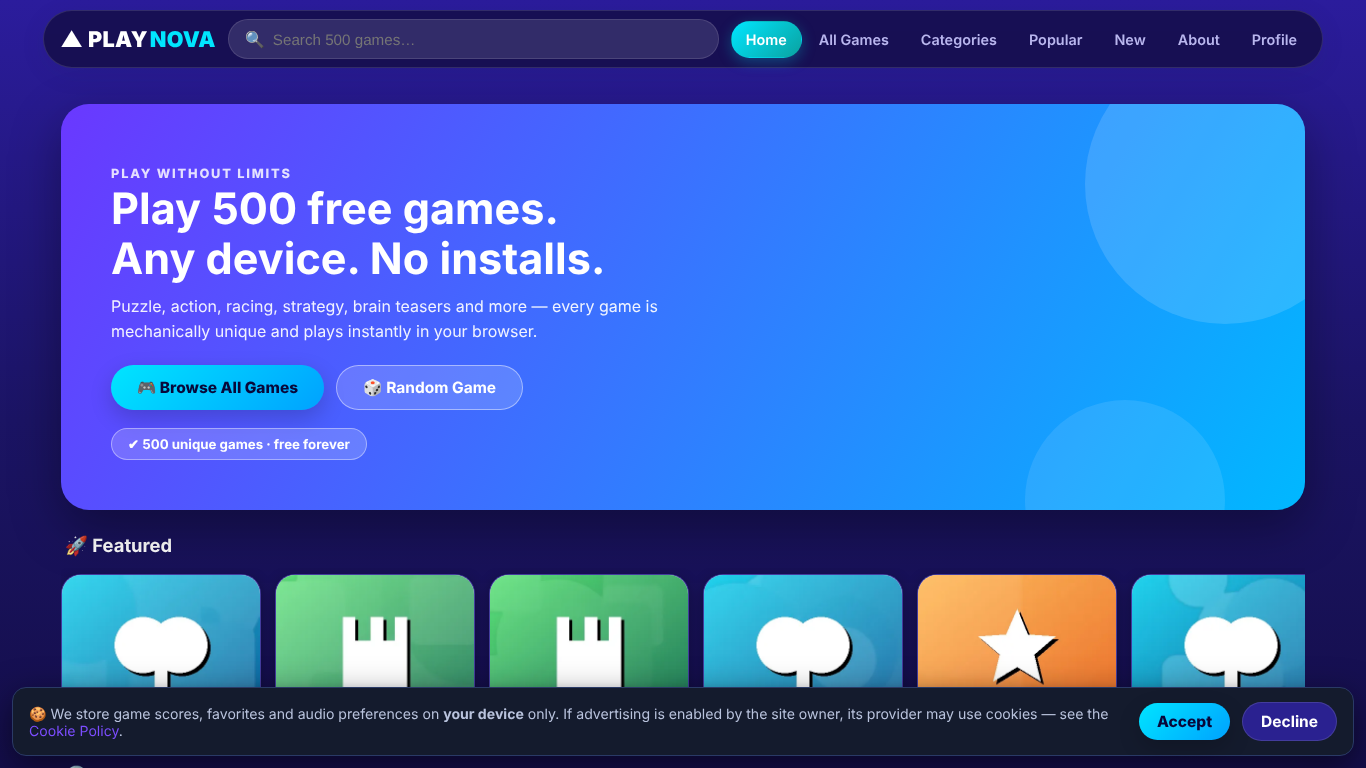 PLAYNOVA
Search 500 games…
Home
All Games
Categories
Popular
New
About
Profile
PLAY WITHOUT LIMITS
Play 500 free games.
Any device. No installs.
Puzzle, action, racing, strategy, brain teasers and more — every game is
mechanically unique and plays instantly in your browser.
🎮 Browse All Games
🎲 Random Game
✔ 500 unique games · free forever
🚀 Featured
🍪 We store game scores, favorites and audio preferences on your device only. If advertising is enabled by the site owner, its provider may use cookies — see the
Cookie Policy.
Accept
Decline